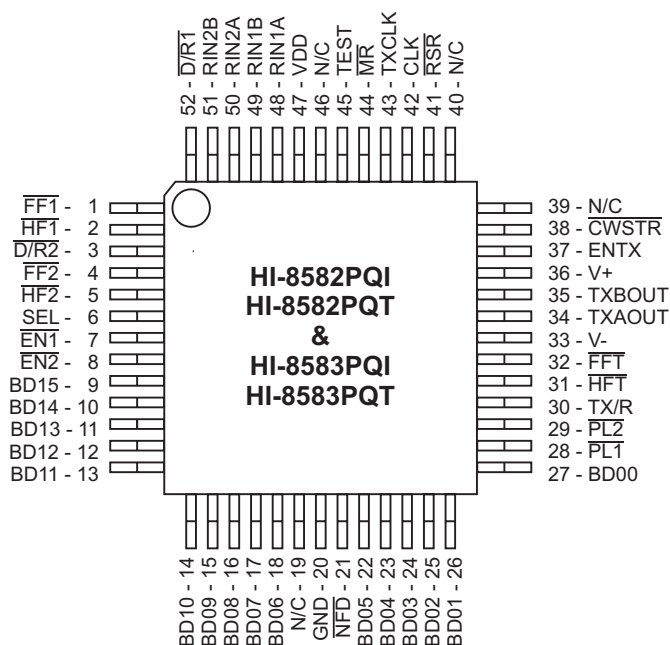 52 - D/R1
51 - RIN2B
50 - RIN2A
49 - RIN1B
48 - RIN1A
47 - VDD
46 - N/C
45 - TEST
44 - MR
43 - TXCLK
42 - CLK
41 - RSR
40 - N/C
FF1 - 1
HF1 - 2
D/R2 - 3
FF2 - 4
HF2 - 5
SEL - 6
EN1 - 7
EN2 - 8
BD15 - 9
BD14 - 10
BD13 - 11
BD12 - 12
BD11 - 13
HI-8582PQI
HI-8582PQT
&
HI-8583PQI
HI-8583PQT
39 - N/C
38 - CWSTR
37 - ENTX
36 - V+
35 - TXBOUT
34 - TXAOUT
33 - V-
32 - FFT
31 - HFT
30 - TX/R
29 - PL2
28 - PL1
27 - BD00
BD10 - 14
BD09 - 15
BD08 - 16
BD07 - 17
BD06 - 18
N/C - 19
GND - 20
NFD - 21
BD05 - 22
BD04 - 23
BD03 - 24
BD02 - 25
BD01 - 26